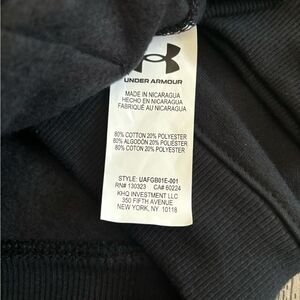 UNDER ARMOUR
MADE IN NICARAGUA
HECHO EN NICARAGUA
FABRIQUÉ AU NICARAGUA
80% COTTON 20% POLYESTER
80% ALGODÓN 20% POLIÉSTER
80% COTON 20% POLYESTER
STYLE: UAFGB01E-001
RN# 130323 CA# 60224
KHQ INVESTMENT LLC
350 FIFTH AVENUE
NEW YORK, NY 10118